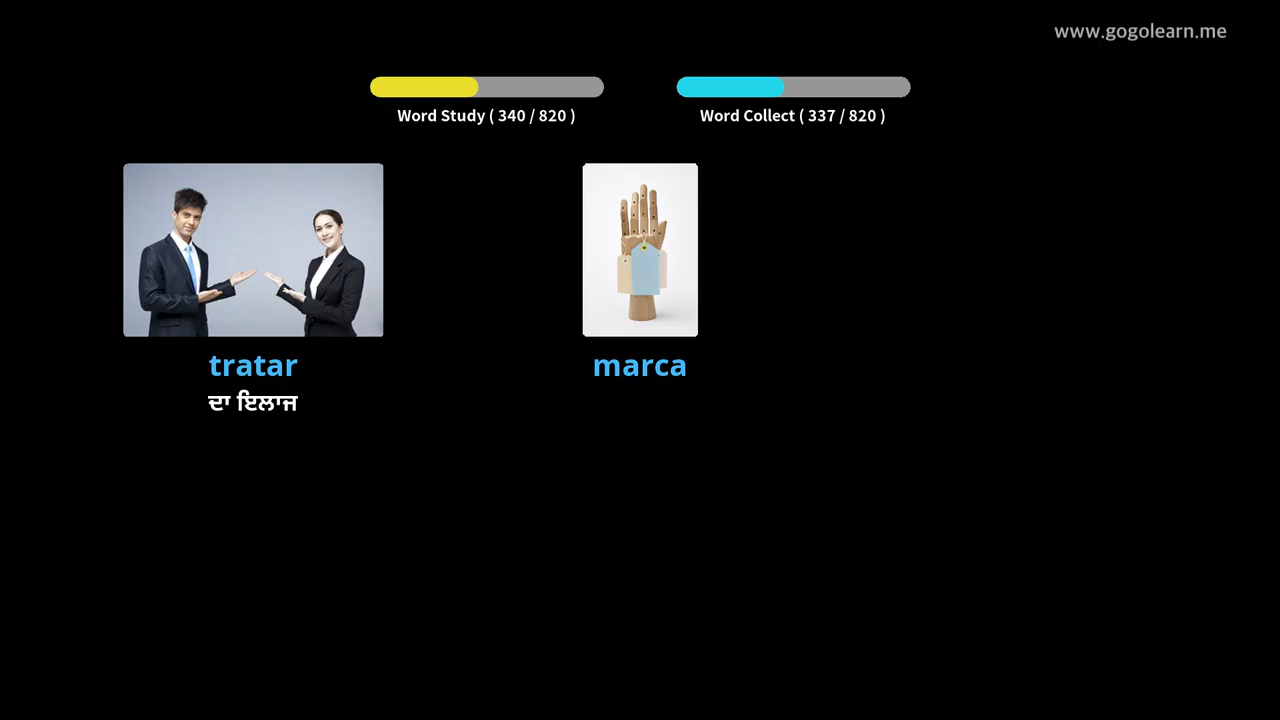 www.gogolearn.me
Word Study ( 340 / 820 )
Word Collect ( 337 / 820 )
tratar
ਦਾ ਇਲਾਜ
marca